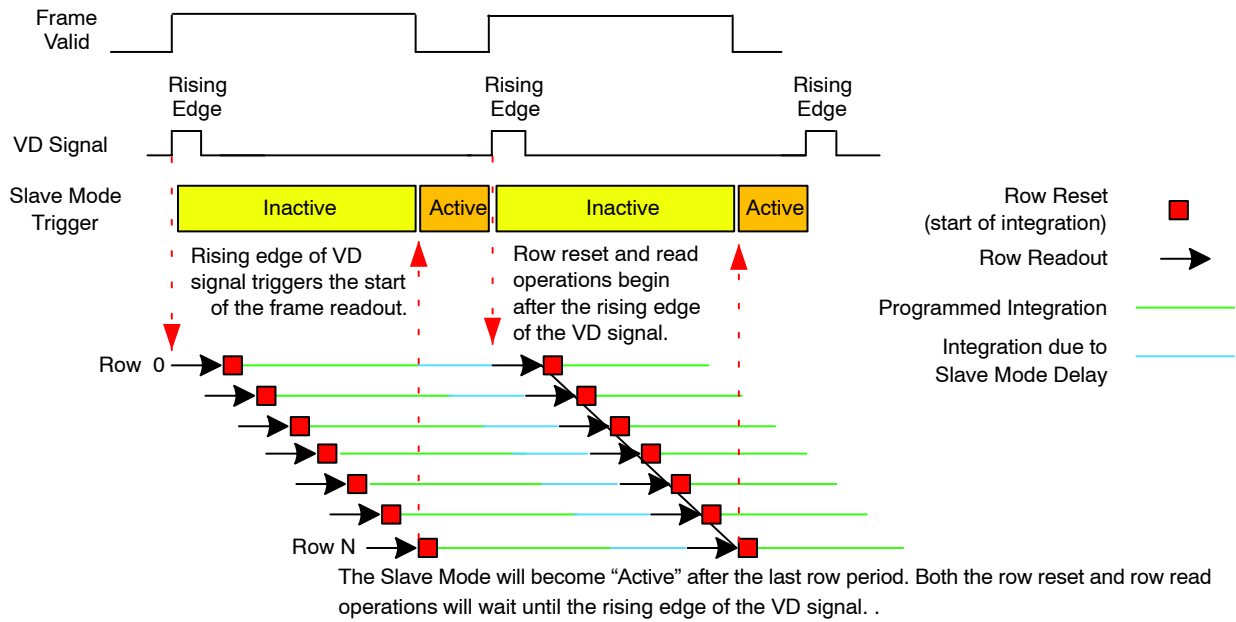 Frame
Valid
Rising
Edge
Rising
Edge
Rising
Edge
VD Signal
Slave Mode
Trigger
Inactive
Active
Inactive
Active
Row Reset
(start of integration)
Row Readout
Programmed Integration
Integration due to
Slave Mode Delay
Rising edge of VD
signal triggers the start
of the frame readout.
Row reset and read
operations begin
after the rising edge
of the VD signal.
Row 0
Row N
The Slave Mode will become “Active” after the last row period. Both the row reset and row read
operations will wait until the rising edge of the VD signal. .